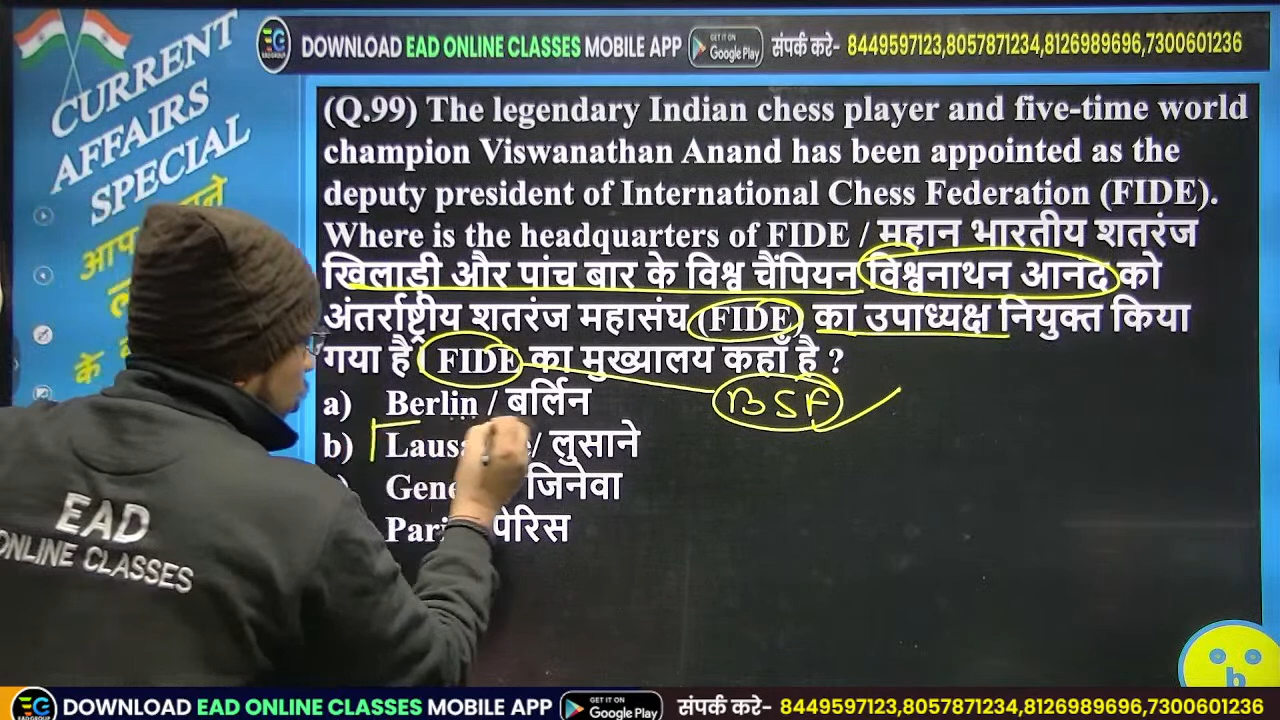 CURRENT
AFFAIRS
SPECIAL
DOWNLOAD EAD ONLINE CLASSES MOBILE APP
GET IT ON
Google Play
संपर्क करे- 8449597123,8057871234,8126989696,7300601236
(Q.99) The legendary Indian chess player and five-time world
champion Viswanathan Anand has been appointed as the
deputy president of International Chess Federation (FIDE).
Where is the headquarters of FIDE / महान भारतीय शतरंज
खिलाड़ी और पांच बार के विश्व चैंपियन विश्वनाथन आनंद को
अंतर्राष्ट्रीय शतरंज महासंघ (FIDE) का उपाध्यक्ष नियुक्त किया
गया है। FIDE का मुख्यालय कहाँ है ?
a) Berlin / बर्लिन
BSF
b) / लुसाने
जिनेवा
पेरिस
EAD
ONLINE CLASSES
b
EG
EAD GROUP
DOWNLOAD EAD ONLINE CLASSES MOBILE APP
GET IT ON
Google Play
संपर्क करे- 8449597123,8057871234,8126989696,7300601236